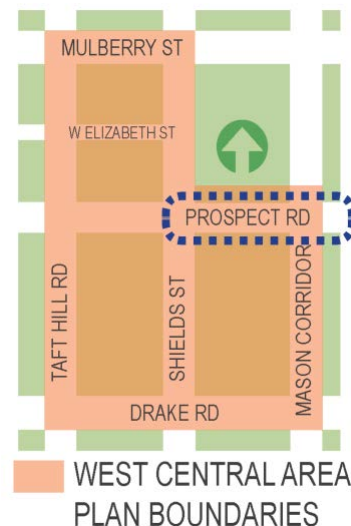 MULBERRY ST
W ELIZABETH ST
PROSPECT RD
TAFT HILL RD
SHIELDS ST
MASON CORRIDOR
DRAKE RD
WEST CENTRAL AREA
PLAN BOUNDARIES